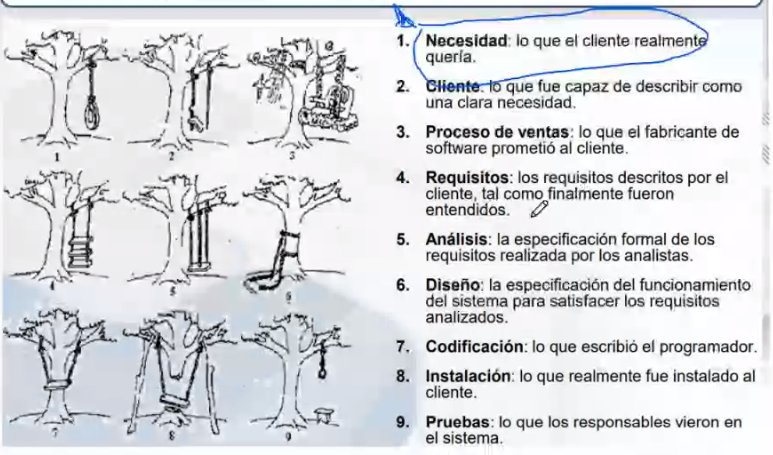 1. Necesidad: lo que el cliente realmente
quería.
2. Cliente: lo que fue capaz de describir como
una clara necesidad.
3. Proceso de ventas: lo que el fabricante de
software prometió al cliente.
4. Requisitos: los requisitos descritos por el
cliente, tal como finalmente fueron
entendidos.
5. Análisis: la especificación formal de los
requisitos realizada por los analistas.
6. Diseño: la especificación del funcionamiento
del sistema para satisfacer los requisitos
analizados.
7. Codificación: lo que escribió el programador.
8. Instalación: lo que realmente fue instalado al
cliente.
9. Pruebas: lo que los responsables vieron en
el sistema.
1 2 3
4 5 6
7 8 9